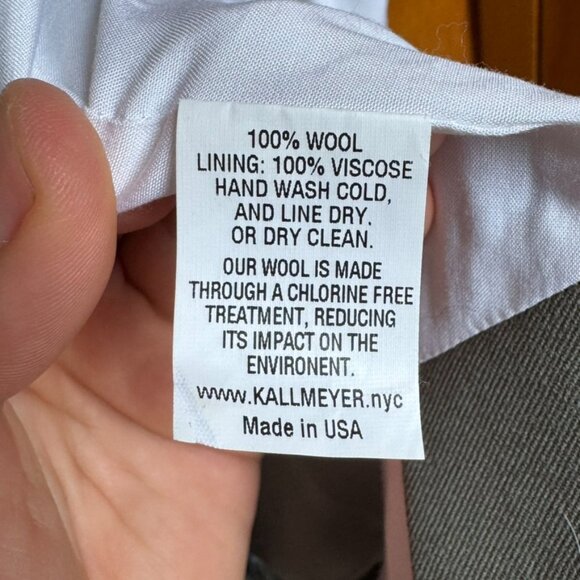 100% WOOL
LINING: 100% VISCOSE
HAND WASH COLD,
AND LINE DRY.
OR DRY CLEAN.
OUR WOOL IS MADE
THROUGH A CHLORINE FREE
TREATMENT, REDUCING
ITS IMPACT ON THE
ENVIRONENT.
www.KALLMEYER.nyc
Made in USA